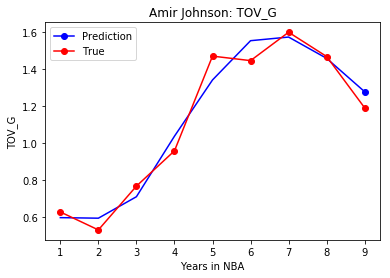 Amir Johnson: TOV_G
Prediction
True
TOV_G
1.6
1.4
1.2
1.0
0.8
0.6
1 2 3 4 5 6 7 8 9
Years in NBA